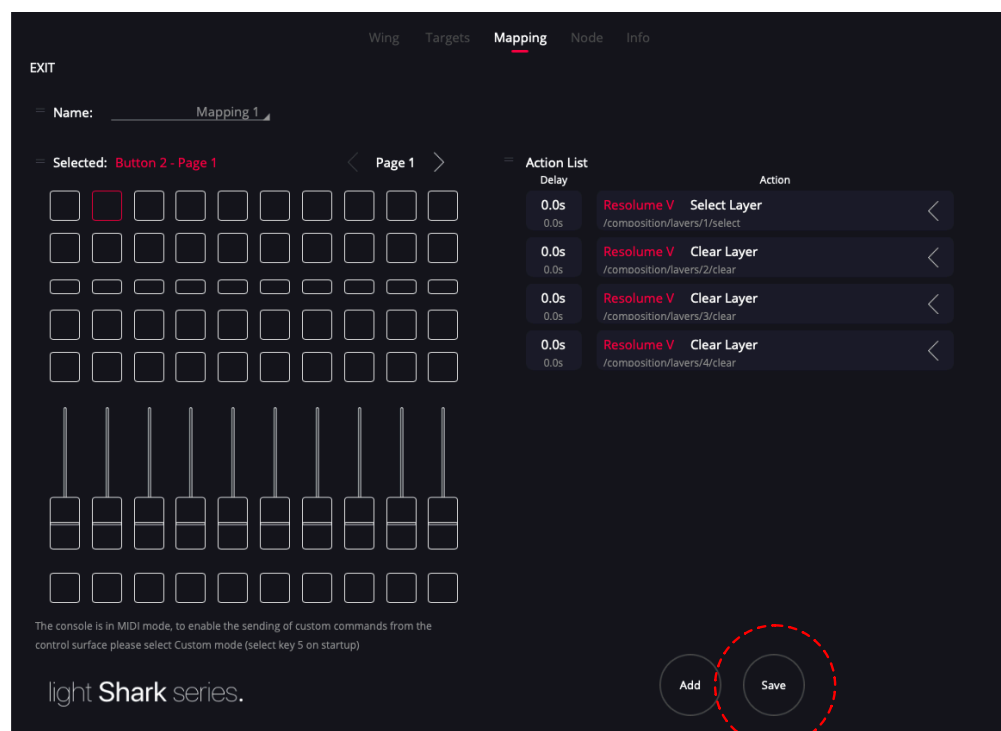 Wing Targets Mapping Node Info
EXIT
Name: Mapping 1
Selected: Button 2 - Page 1 Page 1
Action List
Delay Action
0.0s Resolume V Select Layer
0.0s /composition/layers/1/select
0.0s Resolume V Clear Layer
0.0s /composition/layers/2/clear
0.0s Resolume V Clear Layer
0.0s /composition/layers/3/clear
0.0s Resolume V Clear Layer
0.0s /composition/layers/4/clear
The console is in MIDI mode, to enable the sending of custom commands from the
control surface please select Custom mode (select key 5 on startup)
light Shark series.
Add Save